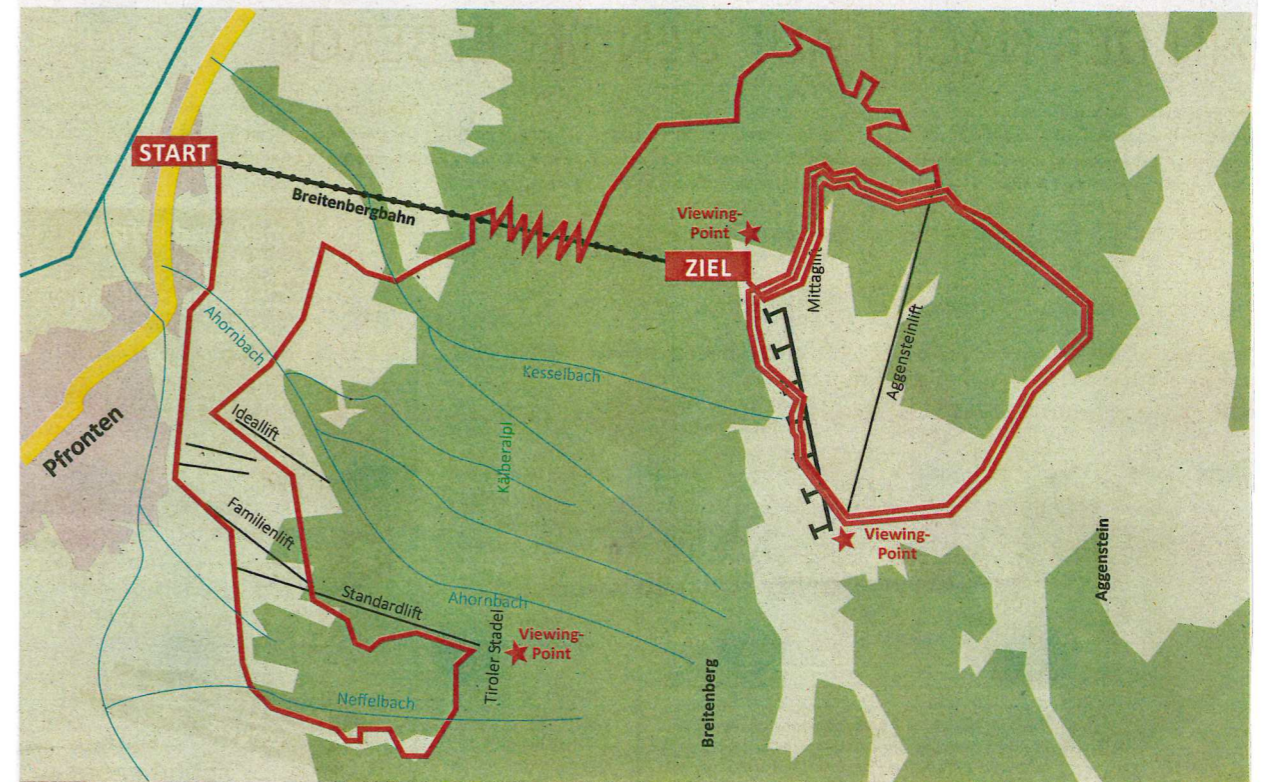 START
Breitenbergbahn
Viewing-
Point
ZIEL
Mittaglift
Aggensteinlift
Ahornbach
Kesselbach
Pfronten
Ideallift
Kälberalpl
Familienlift
Viewing-
Point
Aggenstein
Standardlift
Ahornbach
Tiroler Stadel
Viewing-
Point
Breitenberg
Neffelbach